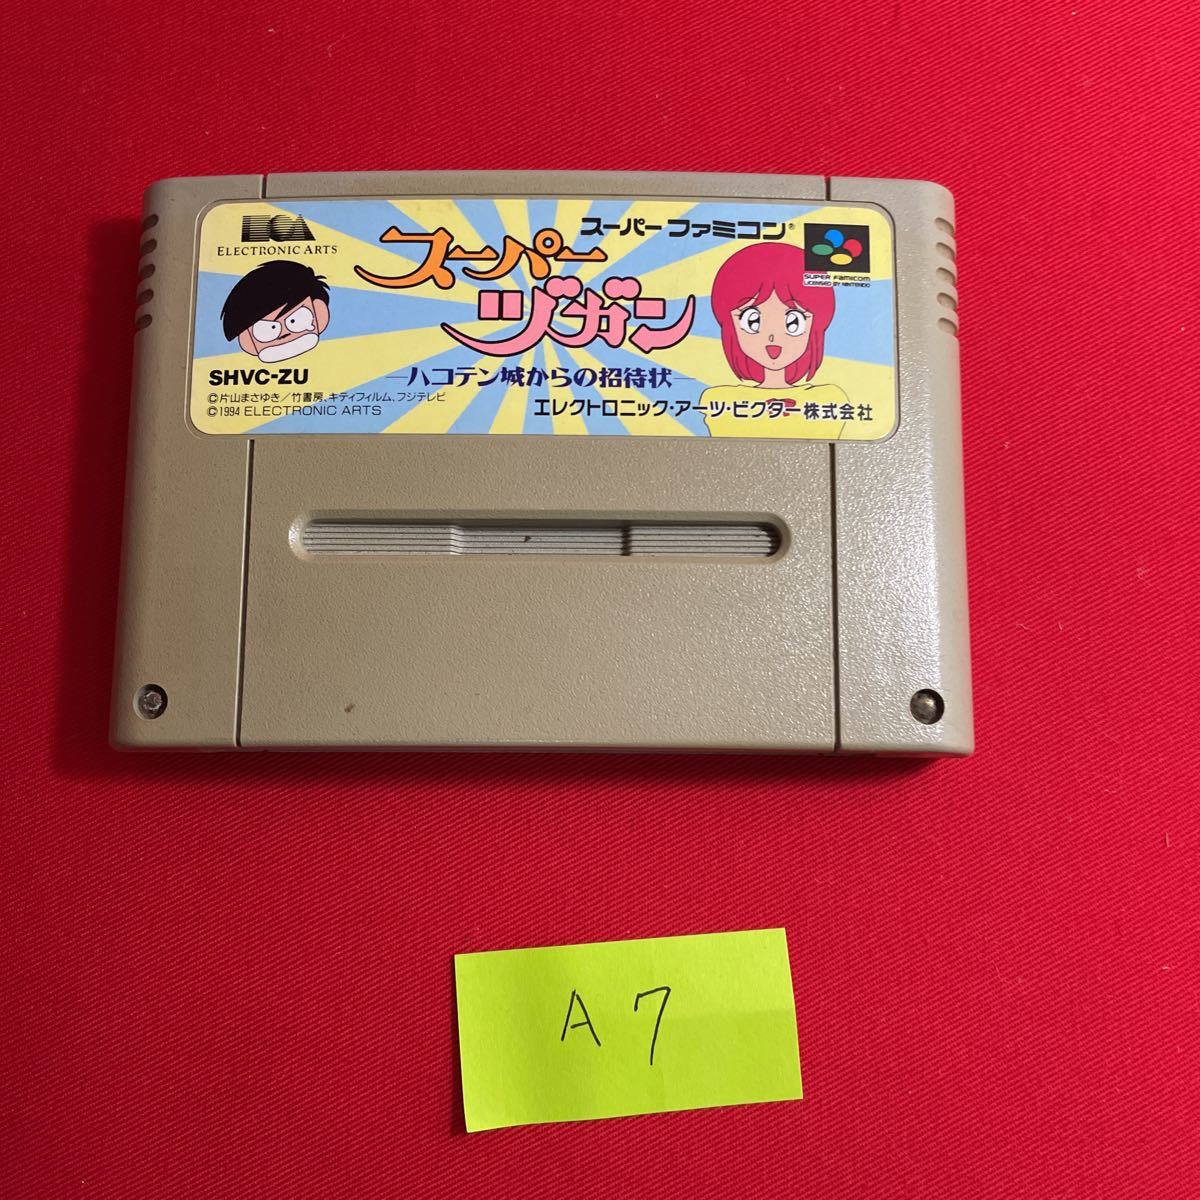 ELECTRONIC ARTS
スーパーファミコン®
スーパー
ヅガン
SUPER FAMICOM
LICENSED BY NINTENDO
SHVC-ZU
―ハコテン城からの招待状―
©片山まさゆき/竹書房、キティフィルム、フジテレビ
©1994 ELECTRONIC ARTS
エレクトロニック・アーツ・ビクター株式会社
A7